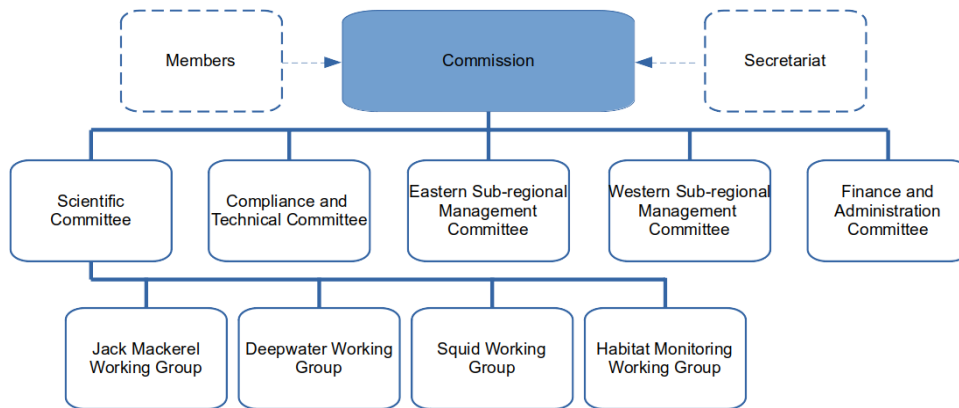 Members
Commission
Secretariat
Scientific
Committee
Compliance and
Technical Committee
Eastern Sub-regional
Management
Committee
Western Sub-regional
Management
Committee
Finance and
Administration
Committee
Jack Mackerel
Working Group
Deepwater Working
Group
Squid Working
Group
Habitat Monitoring
Working Group